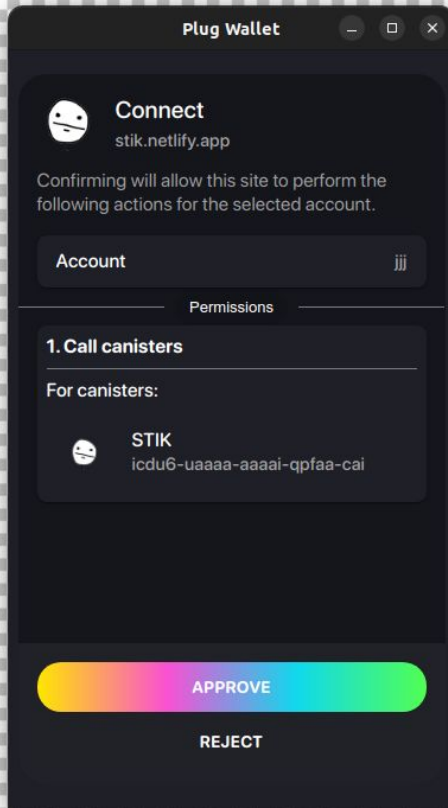 Plug Wallet
Connect
stik.netlify.app
Confirming will allow this site to perform the
following actions for the selected account.
Account jjj
Permissions
1. Call canisters
For canisters:
STIK
icdu6-uaaaa-aaaai-qpfaa-cai
APPROVE
REJECT